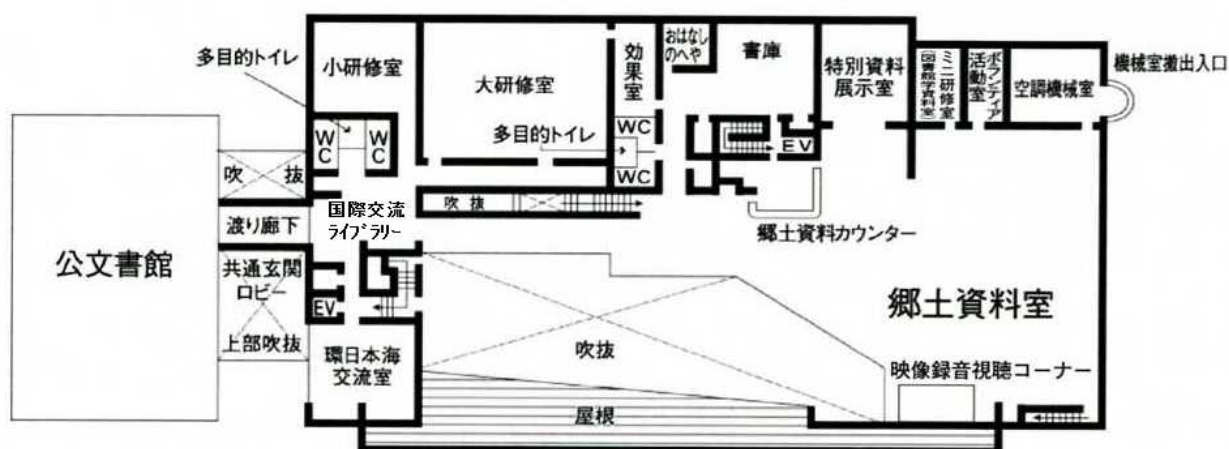 多目的トイレ
小研修室
大研修室
効果室
おはなし
のへや
書庫
特別資料
展示室
ミニ研修室
(図書館学資料室)
ボランティア
活動室
空調機械室
機械室搬出入口
WC
WC
多目的トイレ
WC
WC
EV
吹抜
渡り廊下
国際交流
ライブラリー
吹抜
郷土資料カウンター
公文書館
共通玄関
ロビー
上部吹抜
EV
環日本海
交流室
吹抜
屋根
郷土資料室
映像録音視聴コーナー